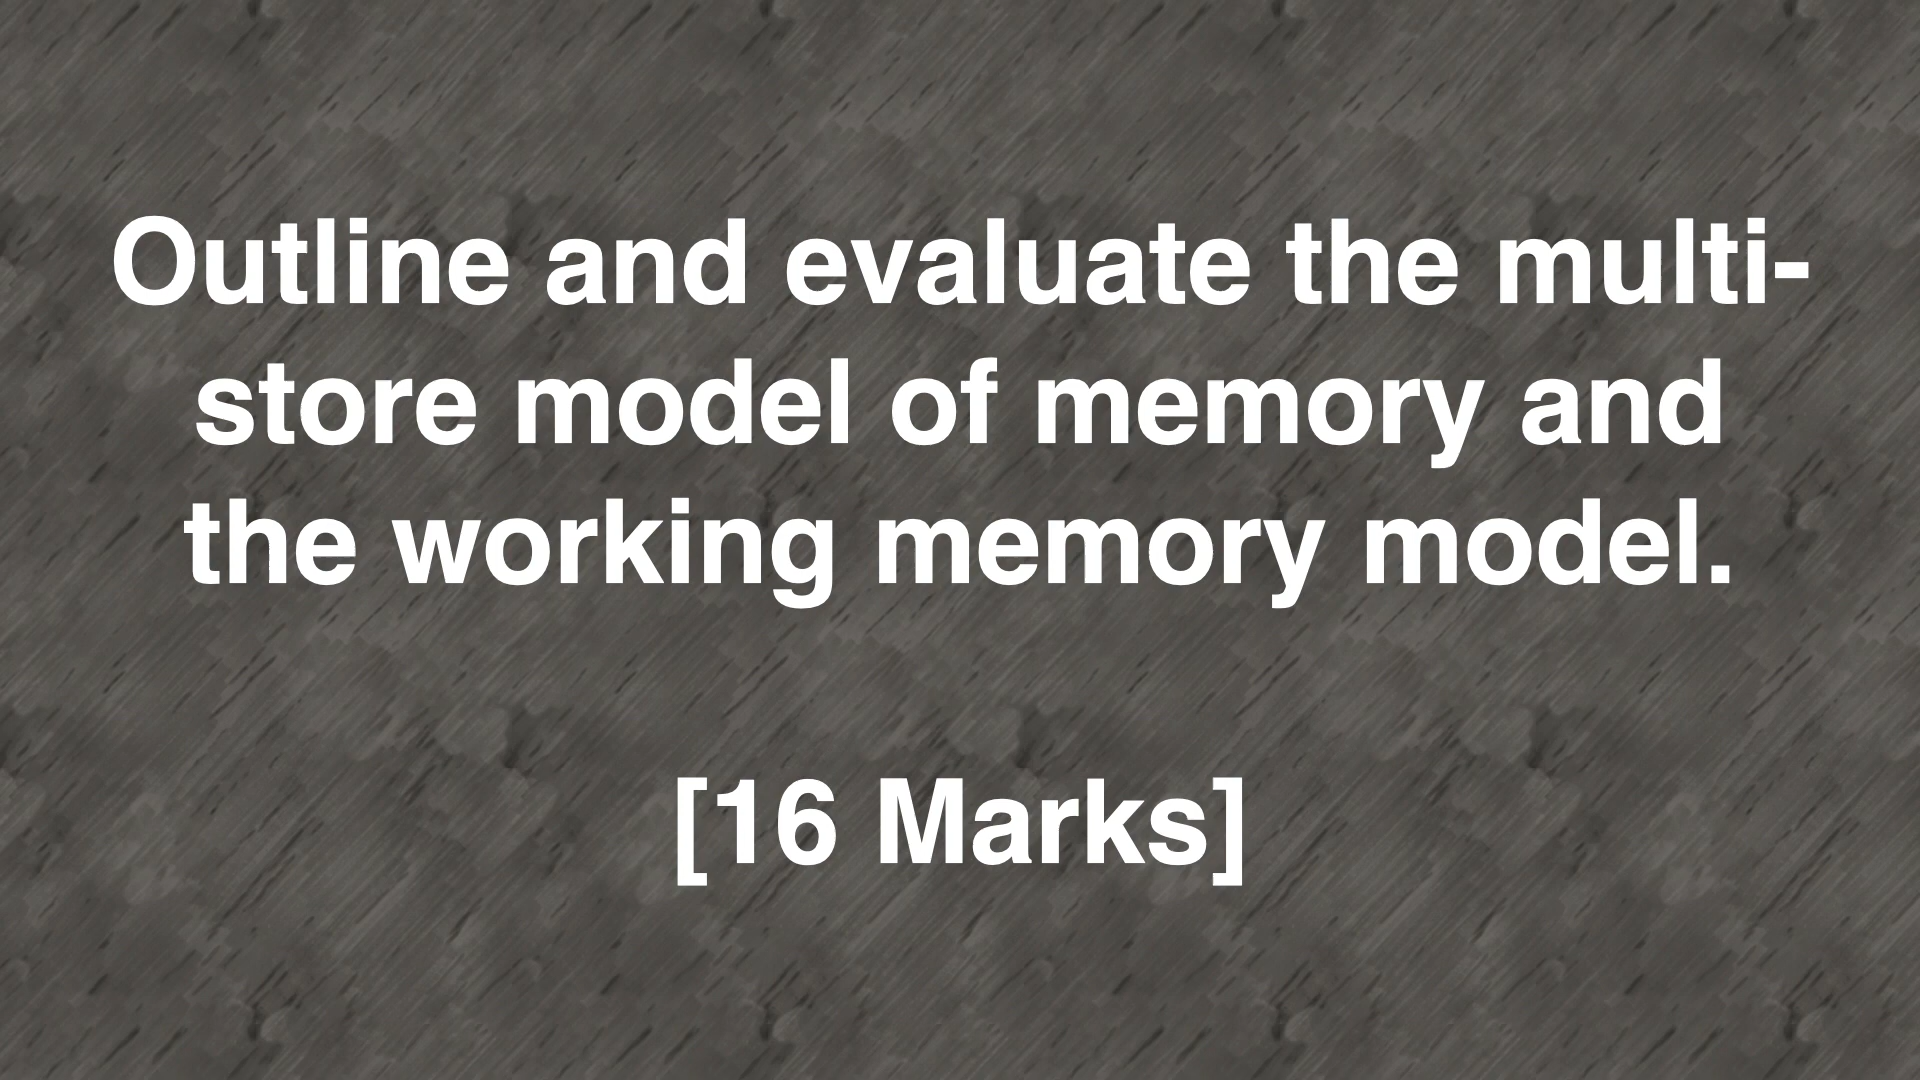 Outline and evaluate the multi-
store model of memory and
the working memory model.
[16 Marks]